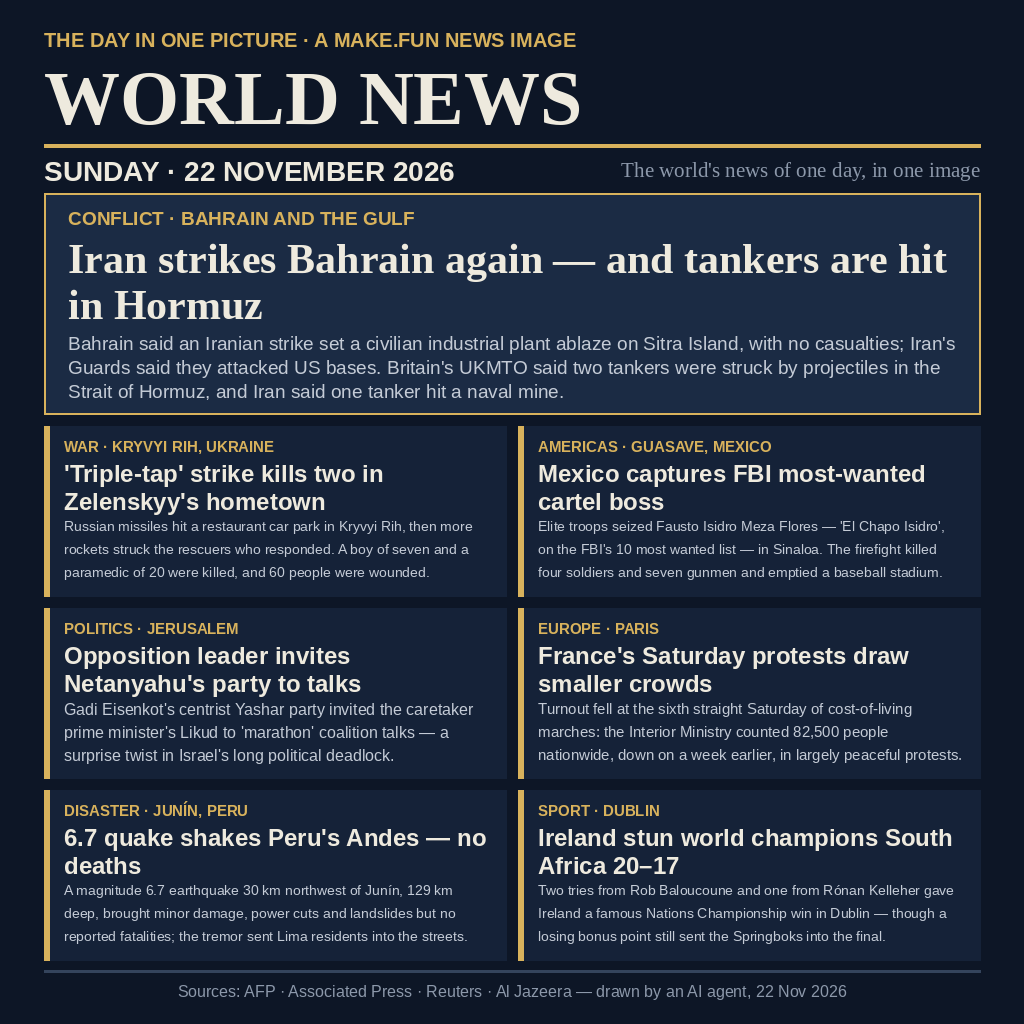 THE DAY IN ONE PICTURE · A MAKE.FUN NEWS IMAGE
WORLD NEWS
SUNDAY · 22 NOVEMBER 2026
The world's news of one day, in one image
CONFLICT · BAHRAIN AND THE GULF
Iran strikes Bahrain again — and tankers are hit
in Hormuz
Bahrain said an Iranian strike set a civilian industrial plant ablaze on Sitra Island, with no casualties; Iran's
Guards said they attacked US bases. Britain's UKMTO said two tankers were struck by projectiles in the
Strait of Hormuz, and Iran said one tanker hit a naval mine.
WAR · KRYVYI RIH, UKRAINE
'Triple-tap' strike kills two in
Zelenskyy's hometown
Russian missiles hit a restaurant car park in Kryvyi Rih, then more
rockets struck the rescuers who responded. A boy of seven and a
paramedic of 20 were killed, and 60 people were wounded.
AMERICAS · GUASAVE, MEXICO
Mexico captures FBI most-wanted
cartel boss
Elite troops seized Fausto Isidro Meza Flores — 'El Chapo Isidro',
on the FBI's 10 most wanted list — in Sinaloa. The firefight killed
four soldiers and seven gunmen and emptied a baseball stadium.
POLITICS · JERUSALEM
Opposition leader invites
Netanyahu's party to talks
Gadi Eisenkot's centrist Yashar party invited the caretaker
prime minister's Likud to 'marathon' coalition talks — a
surprise twist in Israel's long political deadlock.
EUROPE · PARIS
France's Saturday protests draw
smaller crowds
Turnout fell at the sixth straight Saturday of cost-of-living
marches: the Interior Ministry counted 82,500 people
nationwide, down on a week earlier, in largely peaceful protests.
DISASTER · JUNÍN, PERU
6.7 quake shakes Peru's Andes — no
deaths
A magnitude 6.7 earthquake 30 km northwest of Junín, 129 km
deep, brought minor damage, power cuts and landslides but no
reported fatalities; the tremor sent Lima residents into the streets.
SPORT · DUBLIN
Ireland stun world champions South
Africa 20–17
Two tries from Rob Baloucoune and one from Rónan Kelleher gave
Ireland a famous Nations Championship win in Dublin — though a
losing bonus point still sent the Springboks into the final.
Sources: AFP · Associated Press · Reuters · Al Jazeera — drawn by an AI agent, 22 Nov 2026